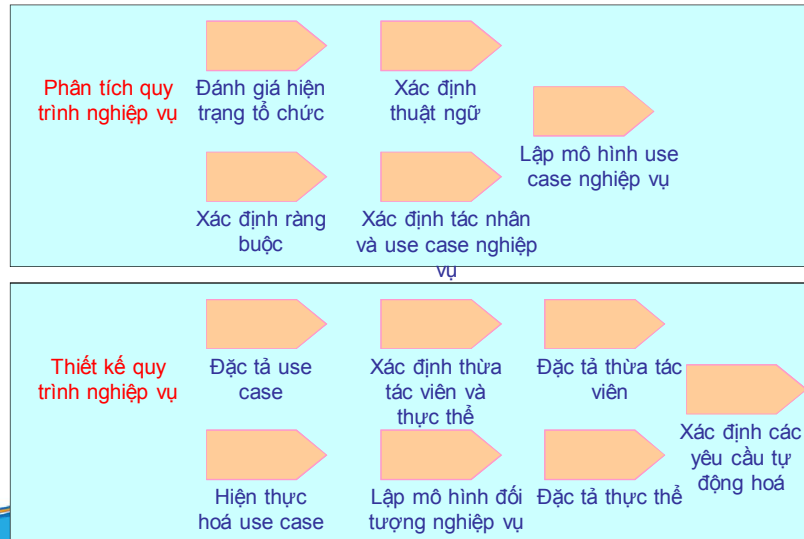 Phân tích quy
trình nghiệp vụ
Đánh giá hiện
trạng tổ chức
Xác định
thuật ngữ
Lập mô hình use
case nghiệp vụ
Xác định ràng
buộc
Xác định tác nhân
và use case nghiệp
vụ
Thiết kế quy
trình nghiệp vụ
Đặc tả use
case
Xác định thừa
tác viên và
thực thể
Đặc tả thừa tác
viên
Xác định các
yêu cầu tự
động hoá
Hiện thực
hoá use case
Lập mô hình đối
tượng nghiệp vụ
Đặc tả thực thể